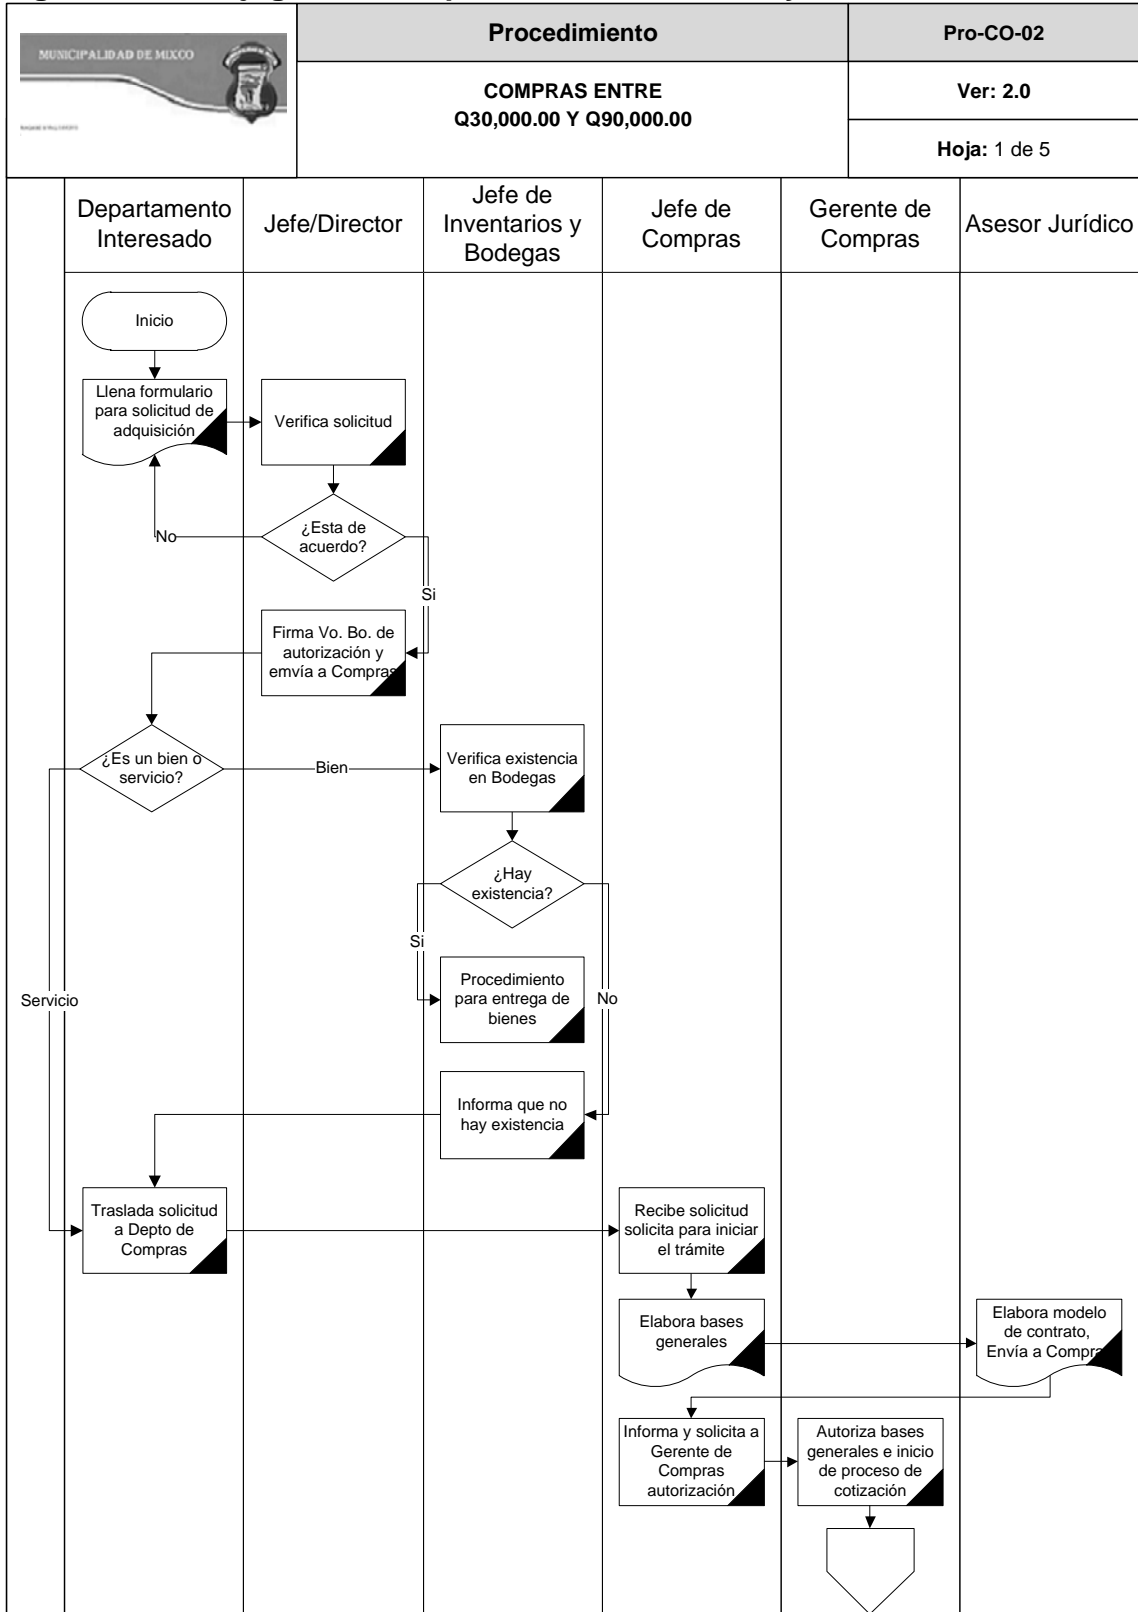 MUNICIPALIDAD DE MIXCO
Procedimiento
Pro-CO-02
COMPRAS ENTRE
Q30,000.00 Y Q90,000.00
Ver: 2.0
Hoja: 1 de 5
Departamento
Interesado
Jefe/Director
Jefe de
Inventarios y
Bodegas
Jefe de
Compras
Gerente de
Compras
Asesor Jurídico
Inicio
Llena formulario
para solicitud de
adquisición
Verifica solicitud
¿Esta de
acuerdo?
No
Si
Firma Vo. Bo. de
autorización y
emvía a Compras
¿Es un bien o
servicio?
Bien
Verifica existencia
en Bodegas
¿Hay
existencia?
Si
Procedimiento
para entrega de
bienes
Servicio
No
Informa que no
hay existencia
Traslada solicitud
a Depto de
Compras
Recibe solicitud
solicita para iniciar
el trámite
Elabora bases
generales
Elabora modelo
de contrato,
Envía a Compra
Informa y solicita a
Gerente de
Compras
autorización
Autoriza bases
generales e inicio
de proceso de
cotización